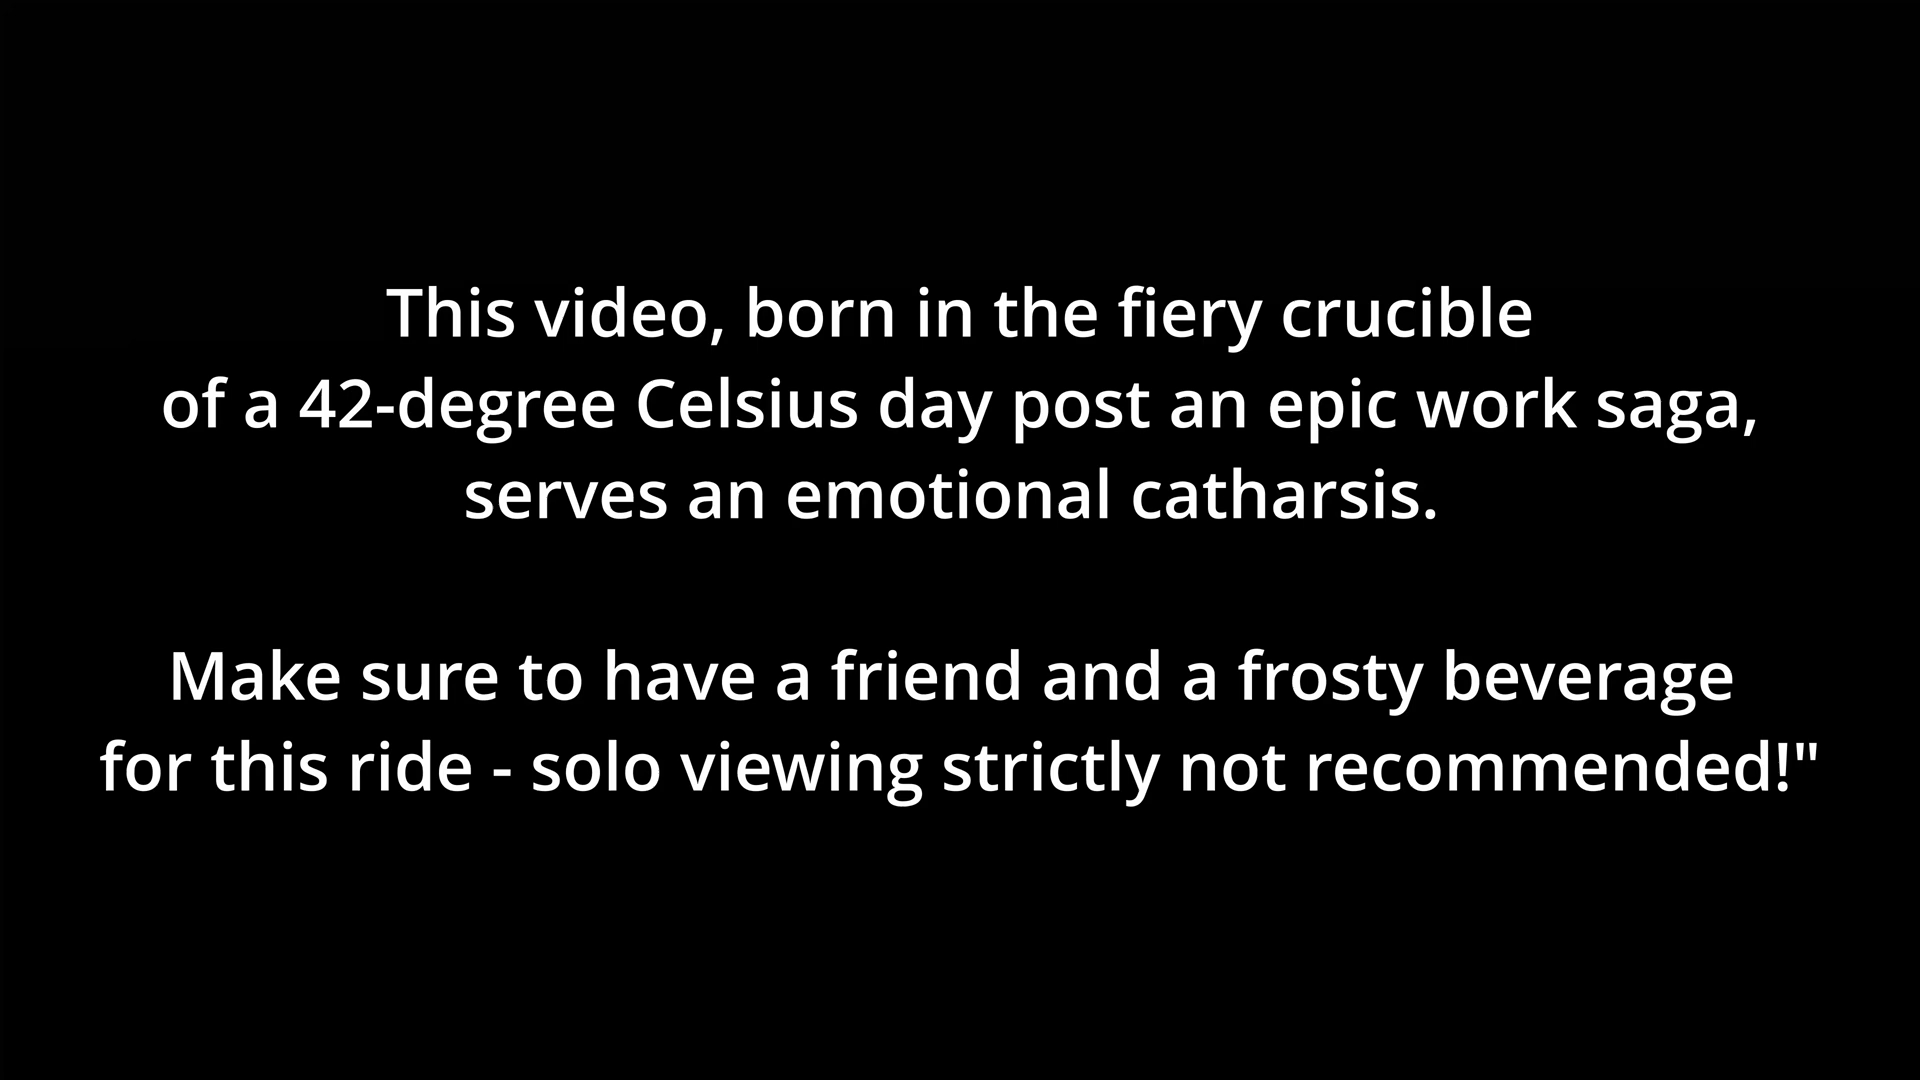 This video, born in the fiery crucible
of a 42-degree Celsius day post an epic work saga,
serves an emotional catharsis.
Make sure to have a friend and a frosty beverage
for this ride - solo viewing strictly not recommended!"